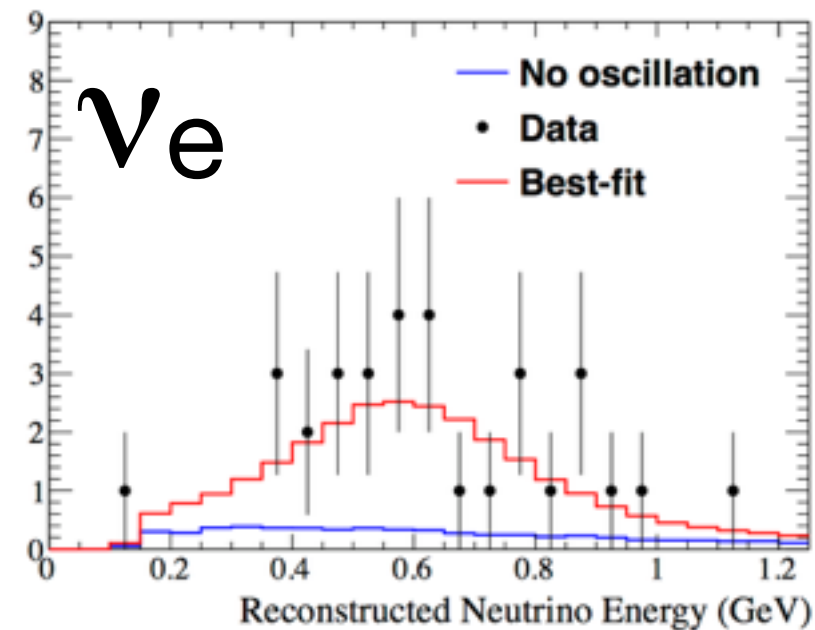 νe
No oscillation
Data
Best-fit
9
8
7
6
5
4
3
2
1
0
0 0.2 0.4 0.6 0.8 1 1.2
Reconstructed Neutrino Energy (GeV)